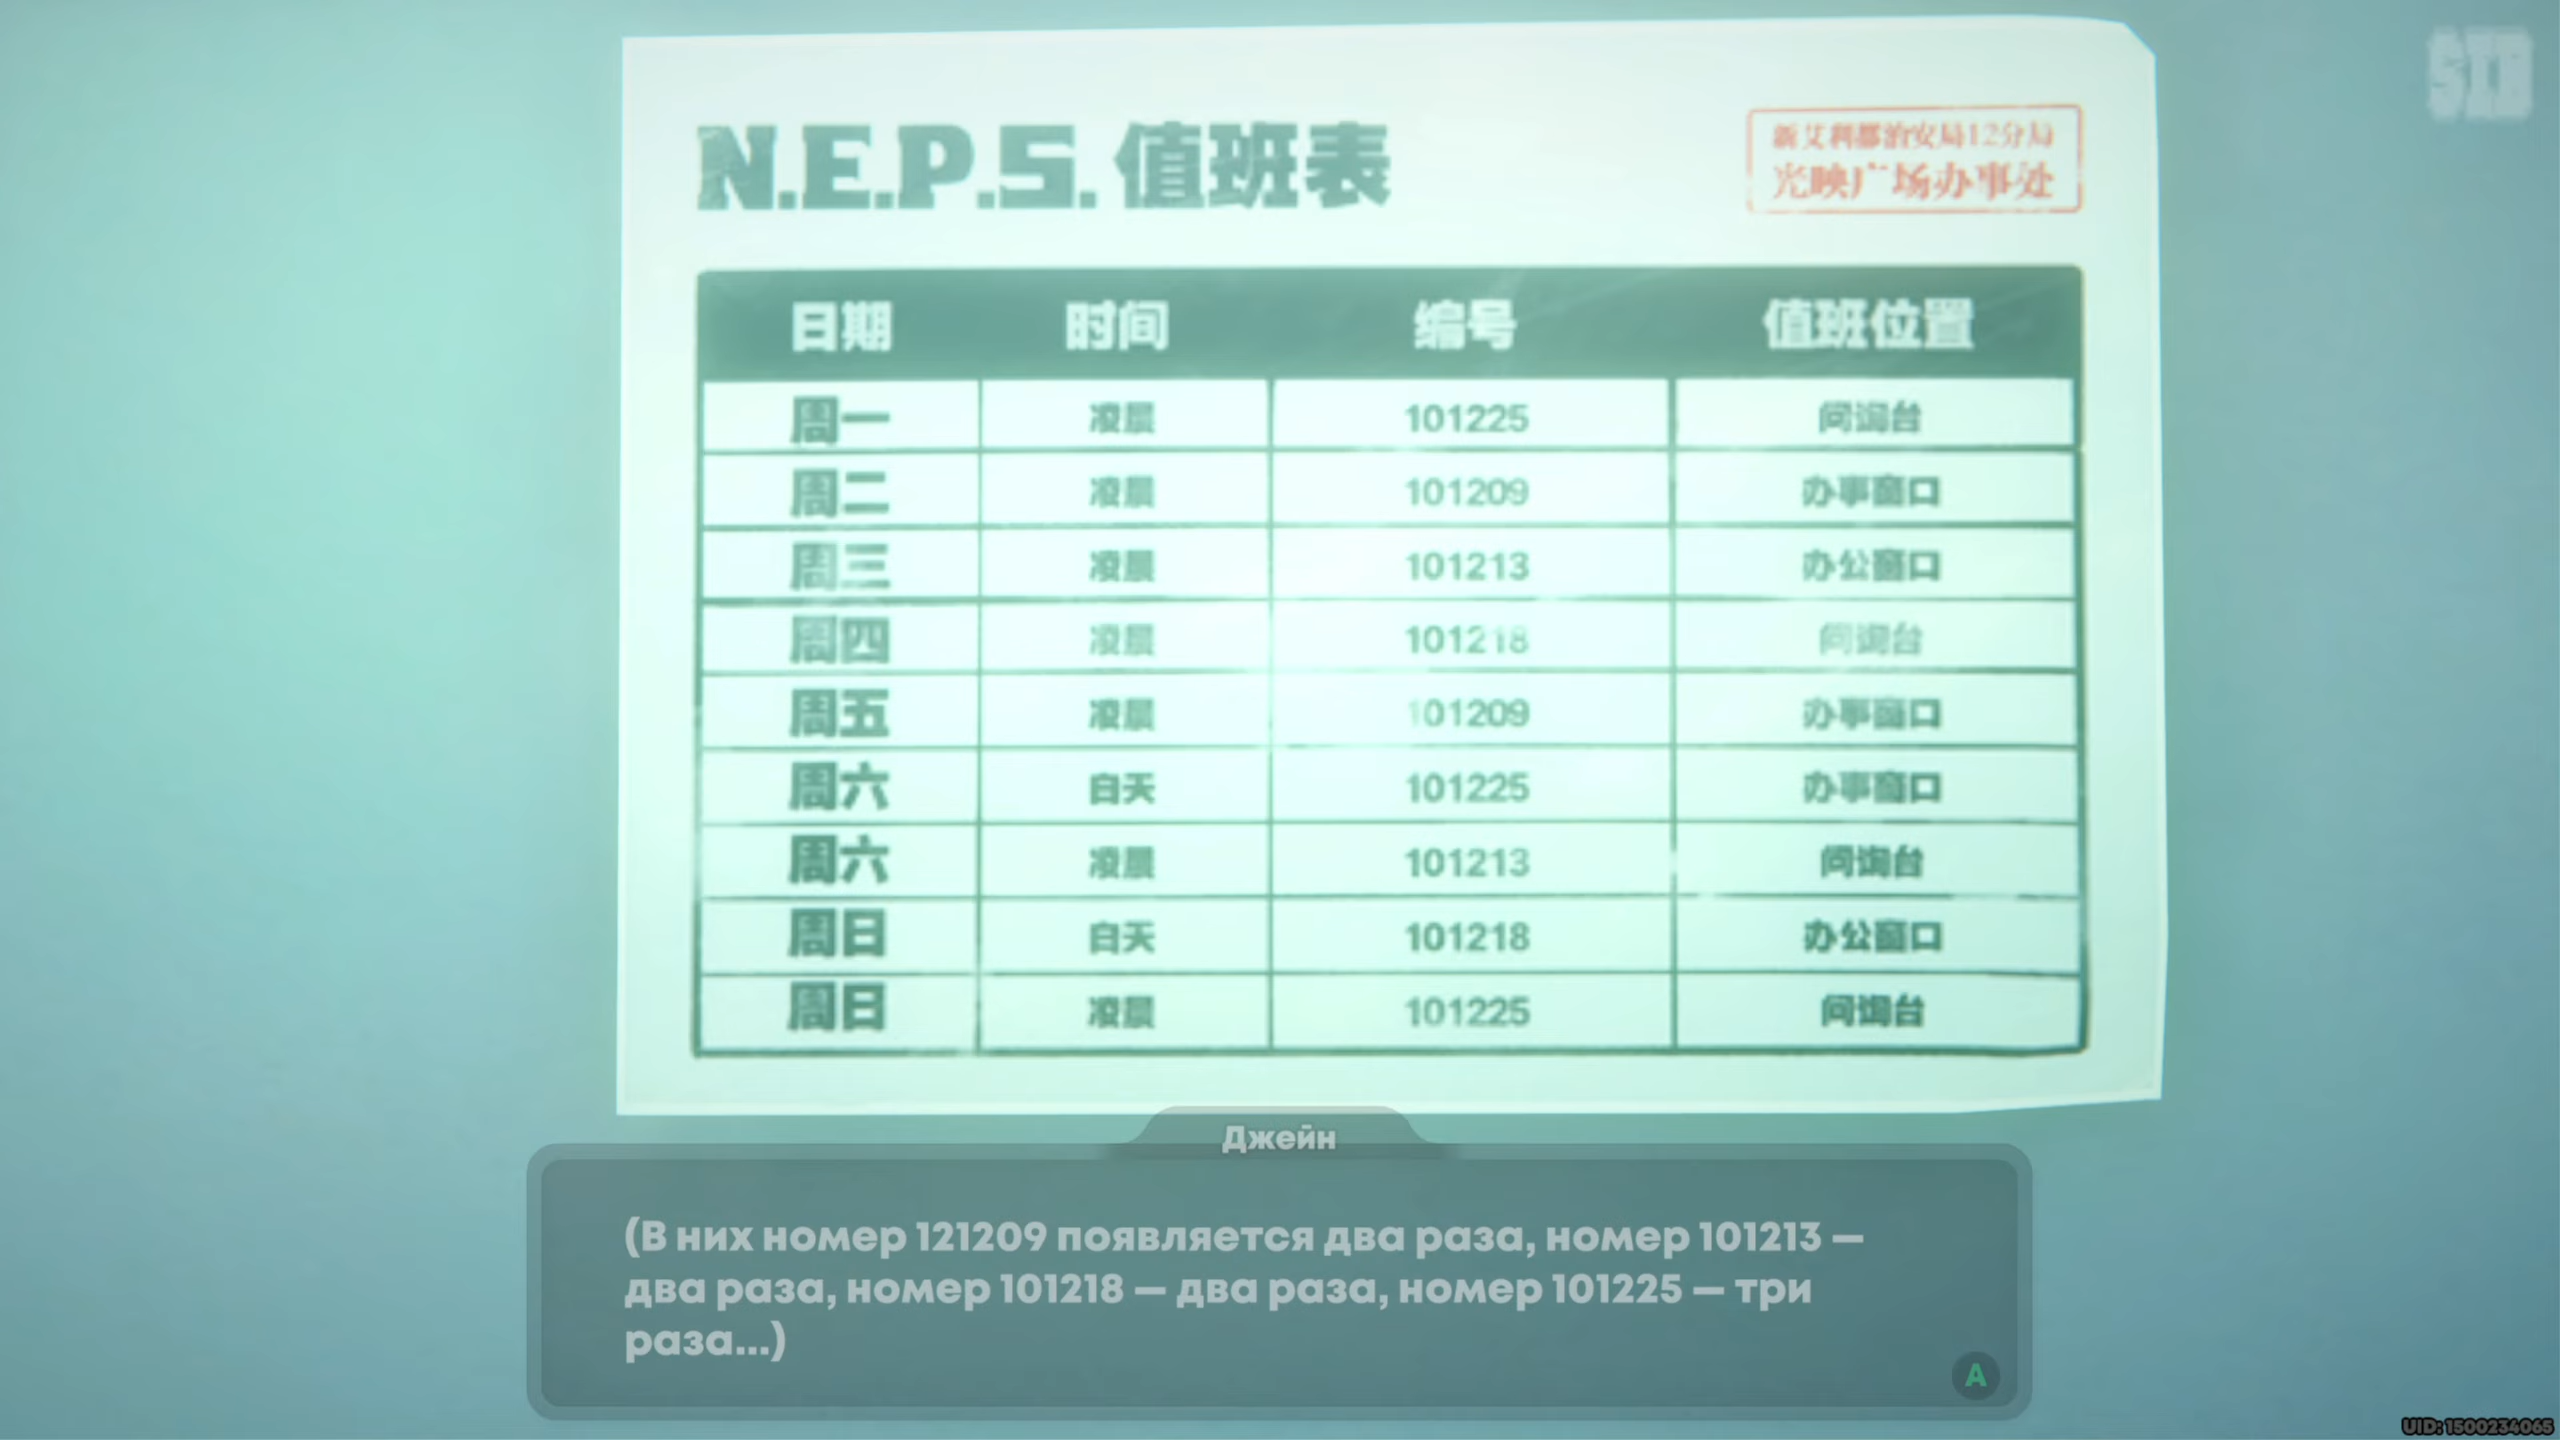 SIB
N.E.P.S. 值班表
新艾利都治安局12分局
光映广场办事处
日期 时间 编号 值班位置
周一 凌晨 101225 问询台
周二 凌晨 101209 办事窗口
周三 凌晨 101213 办公窗口
周四 凌晨 101218 问询台
周五 凌晨 101209 办事窗口
周六 白天 101225 办事窗口
周六 凌晨 101213 问询台
周日 白天 101218 办公窗口
周日 凌晨 101225 问询台
Джейн
(В них номер 121209 появляется два раза, номер 101213 —
два раза, номер 101218 — два раза, номер 101225 — три
раза...)
A
UID: 1500234065